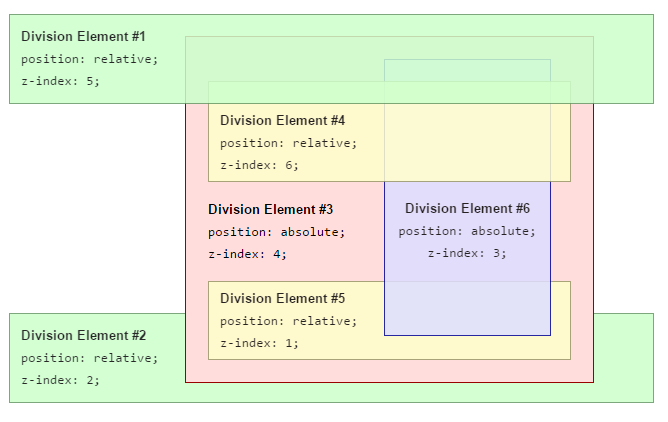 Division Element #1
position: relative;
z-index: 5;
Division Element #4
position: relative;
z-index: 6;
Division Element #3
position: absolute;
z-index: 4;
Division Element #6
position: absolute;
z-index: 3;
Division Element #5
position: relative;
z-index: 1;
Division Element #2
position: relative;
z-index: 2;